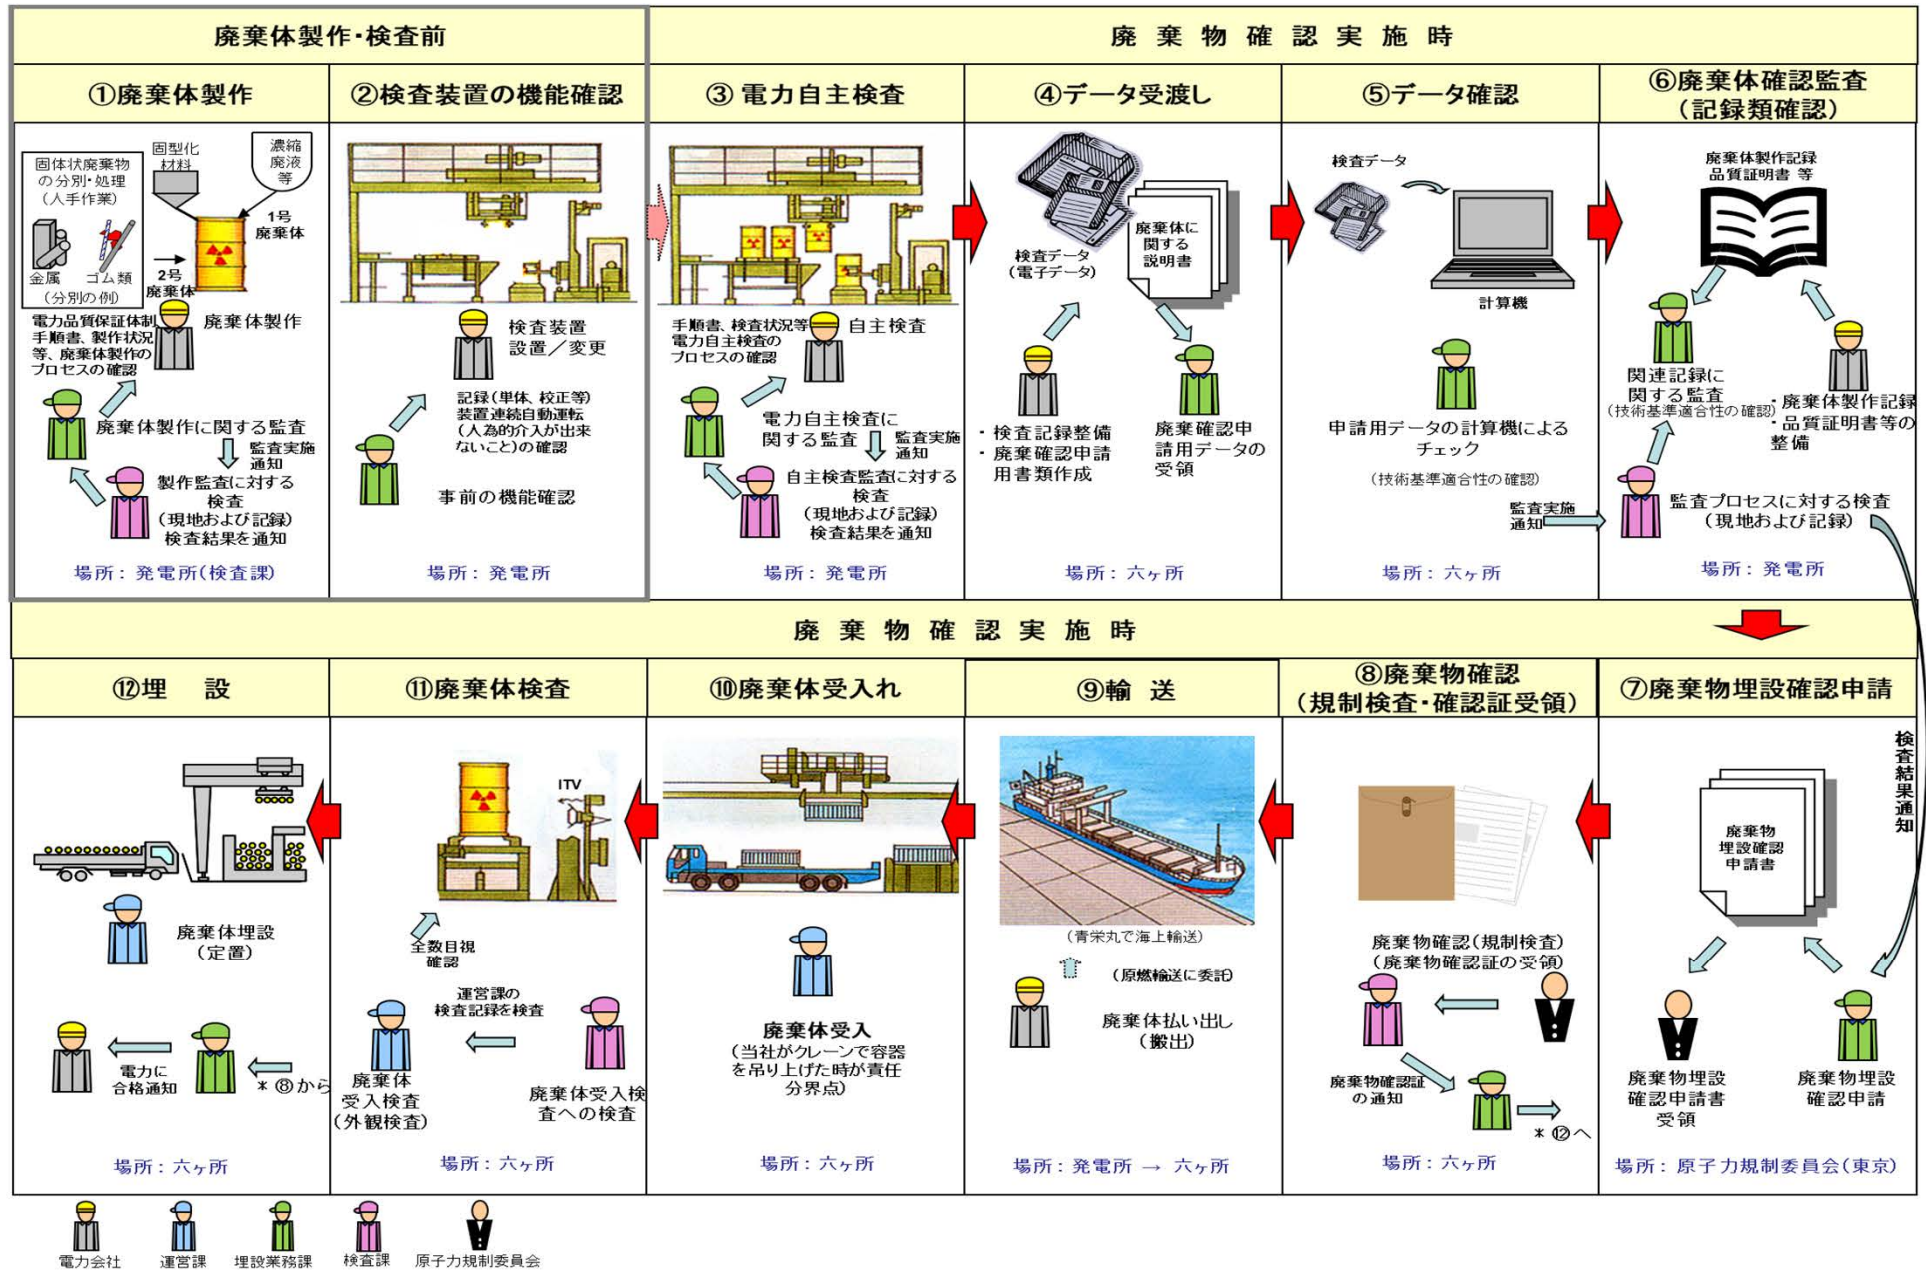 廃棄体製作・検査前
廃棄物確認実施時
①廃棄体製作
固体状廃棄物
の分別・処理
(人手作業)
金属
ゴム類
(分別の例)
固型化
材料
濃縮
廃液
等
1号
廃棄体
2号
廃棄体
電力品質保証体制
手順書、製作状況
等、廃棄体製作の
プロセスの確認
廃棄体製作
廃棄体製作に関する監査
監査実施
通知
製作監査に対する
検査
(現地および記録)
検査結果を通知
場所：発電所(検査課)
②検査装置の機能確認
検査装置
設置／変更
記録(単体、校正等)
装置連続自動運転
(人為的介入が出来
ないこと)の確認
事前の機能確認
場所：発電所
③電力自主検査
手順書、検査状況等
電力自主検査の
プロセスの確認
自主検査
電力自主検査に
関する監査
監査実施
通知
自主検査監査に対する
検査
(現地および記録)
検査結果を通知
場所：発電所
④データ受渡し
検査データ
(電子データ)
廃棄体に
関する
説明書
・検査記録整備
・廃棄確認申請
用書類作成
廃棄確認申
請用データの
受領
場所：六ヶ所
⑤データ確認
検査データ
計算機
申請用データの計算機による
チェック
(技術基準適合性の確認)
場所：六ヶ所
⑥廃棄体確認監査
(記録類確認)
廃棄体製作記録
品質証明書 等
関連記録に
関する監査
(技術基準適合性の確認)
・廃棄体製作記録
・品質証明書等の
整備
監査実施
通知
監査プロセスに対する検査
(現地および記録)
場所：発電所
廃棄物確認実施時
⑫埋　設
廃棄体埋設
(定置)
電力に
合格通知
＊⑧から
場所：六ヶ所
⑪廃棄体検査
ITV
全数目視
確認
運営課の
検査記録を検査
廃棄体
受入検査
(外観検査)
廃棄体受入検
査への検査
場所：六ヶ所
⑩廃棄体受入れ
廃棄体受入
(当社がクレーンで容器
を吊り上げた時が責任
分界点)
場所：六ヶ所
⑨輸 送
(青栄丸で海上輸送)
(原燃輸送に委託)
廃棄体払い出し
(搬出)
場所：発電所 → 六ヶ所
⑧廃棄物確認
(規制検査・確認証受領)
廃棄物確認(規制検査)
(廃棄物確認証の受領)
廃棄物確認証
の通知
＊⑫へ
場所：六ヶ所
⑦廃棄物埋設確認申請
検査結果通知
廃棄物
埋設確認
申請書
廃棄物埋設
確認申請書
受領
廃棄物埋設
確認申請
場所：原子力規制委員会(東京)
電力会社
運営課
埋設業務課
検査課
原子力規制委員会